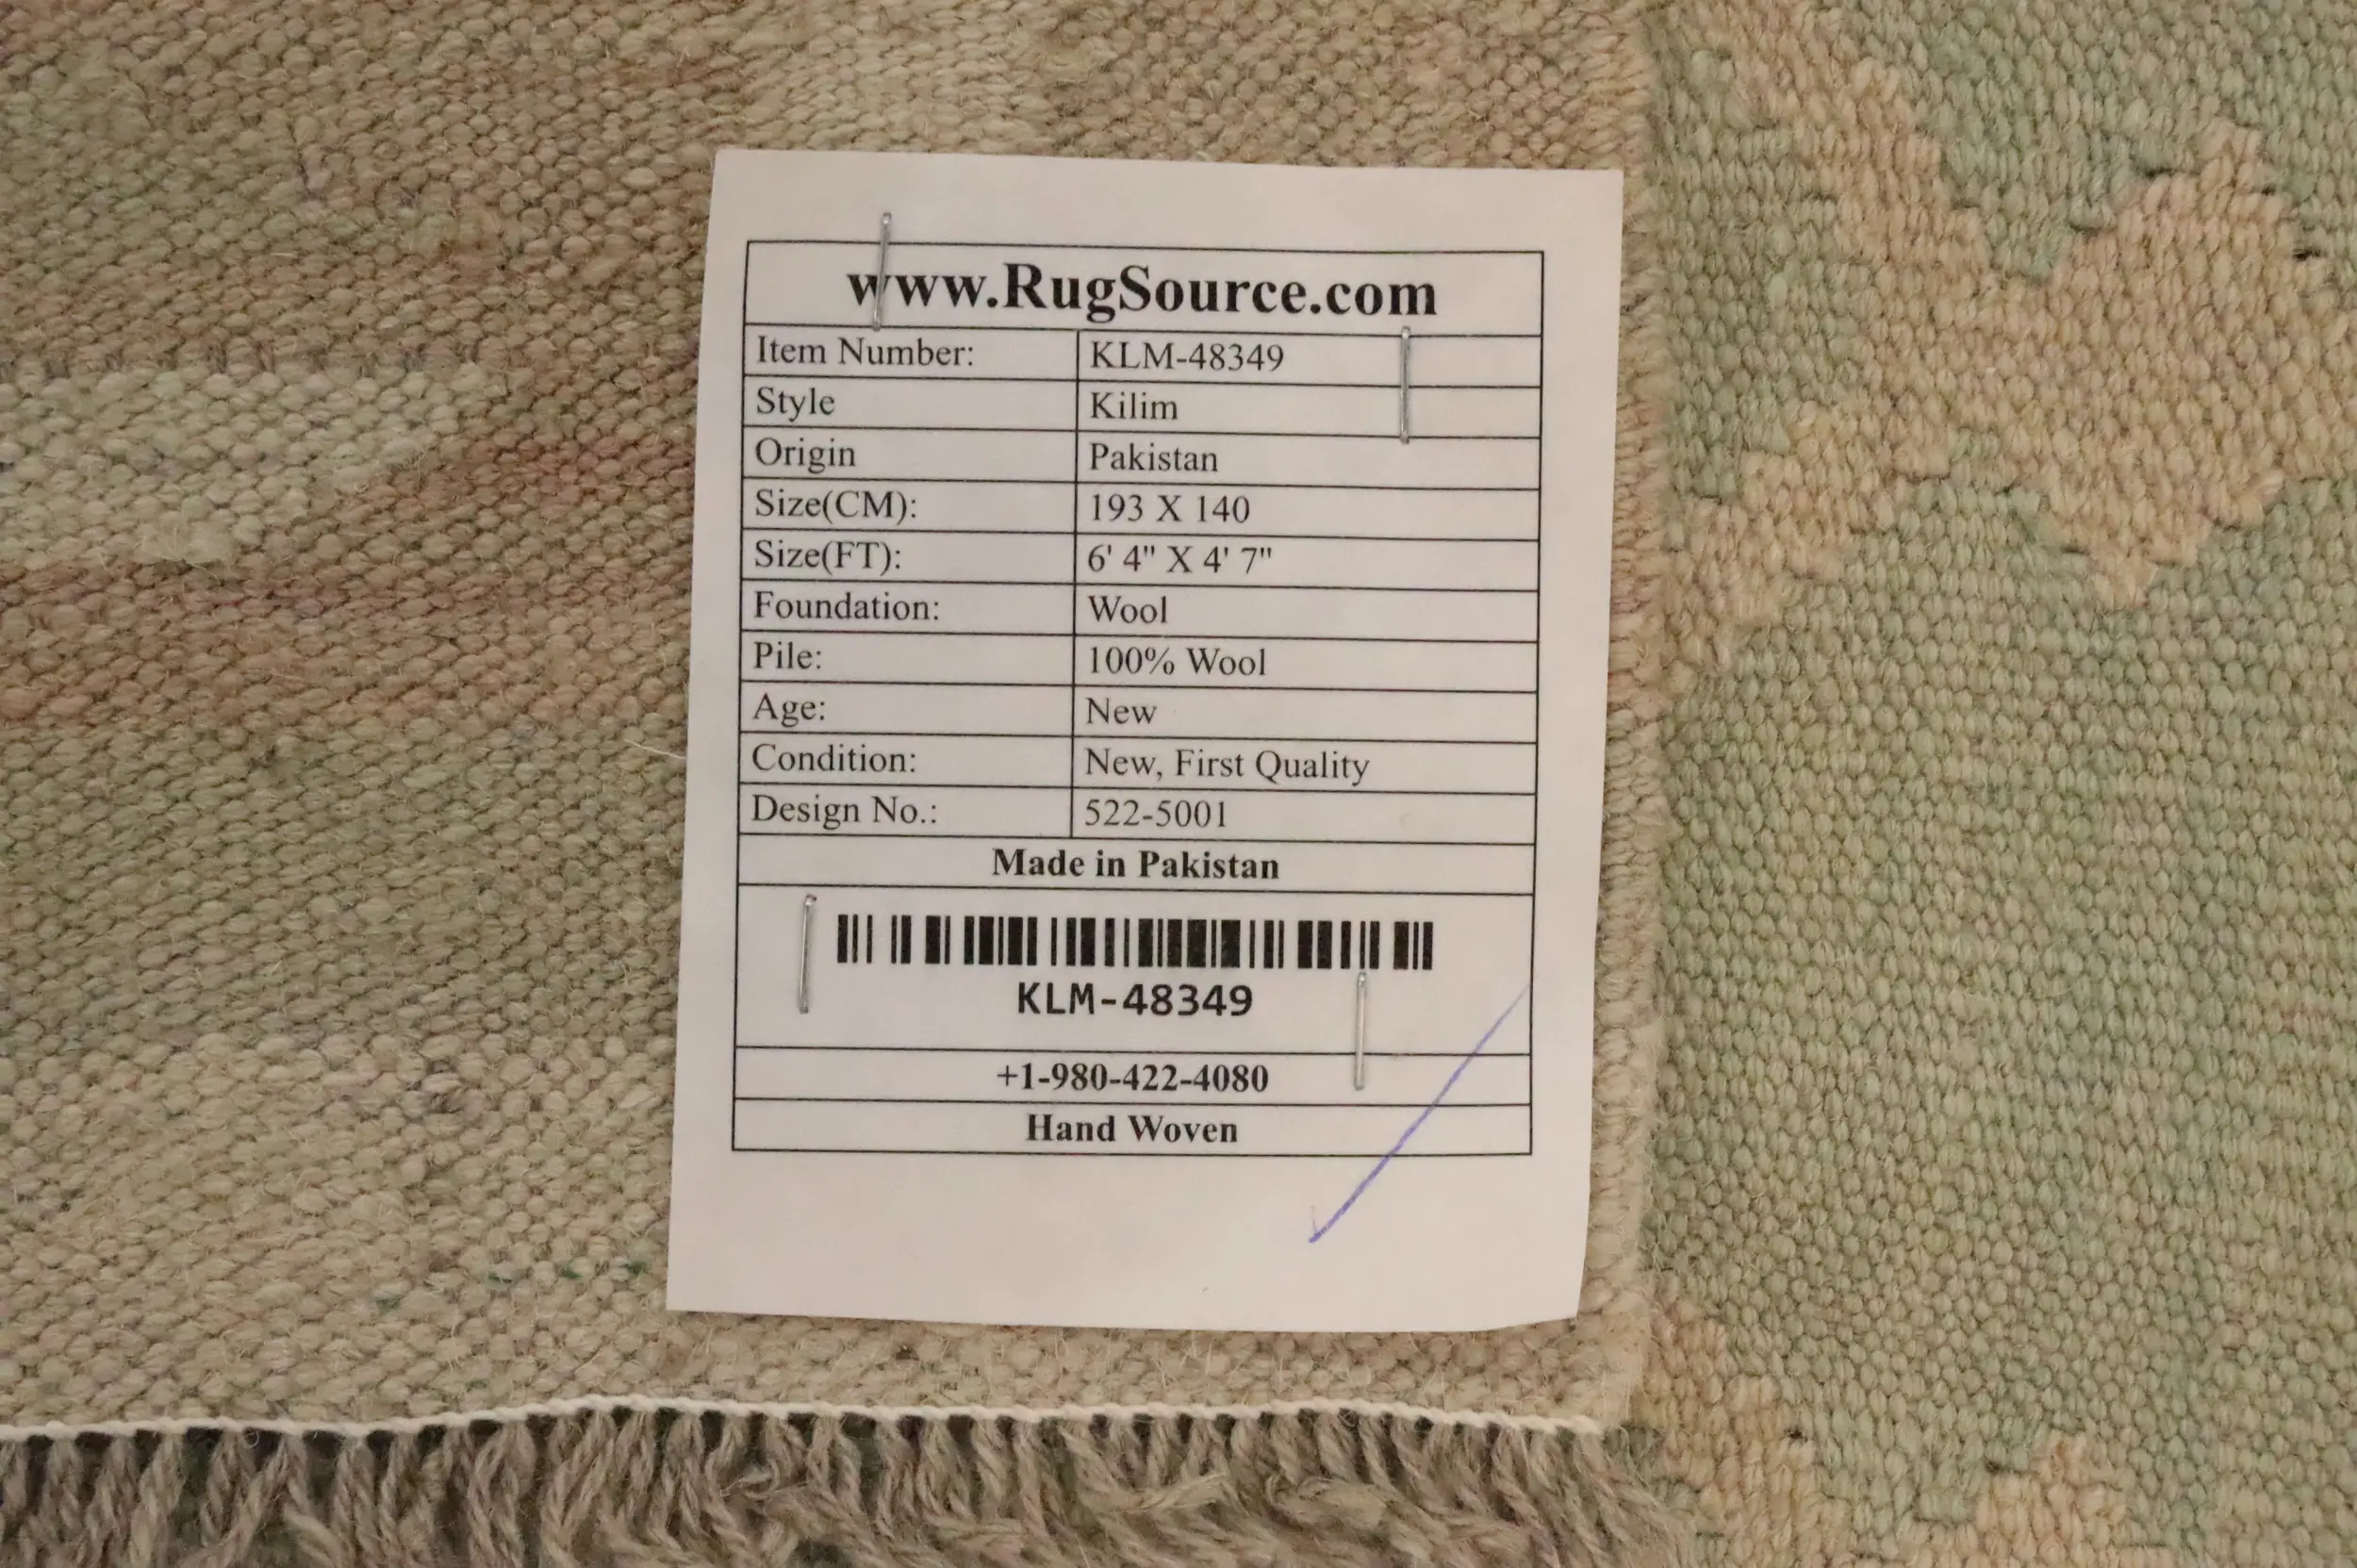 www.RugSource.com
Item Number: KLM-48349
Style Kilim
Origin Pakistan
Size(CM): 193 X 140
Size(FT): 6' 4" X 4' 7"
Foundation: Wool
Pile: 100% Wool
Age: New
Condition: New, First Quality
Design No.: 522-5001
Made in Pakistan
KLM-48349
+1-980-422-4080
Hand Woven